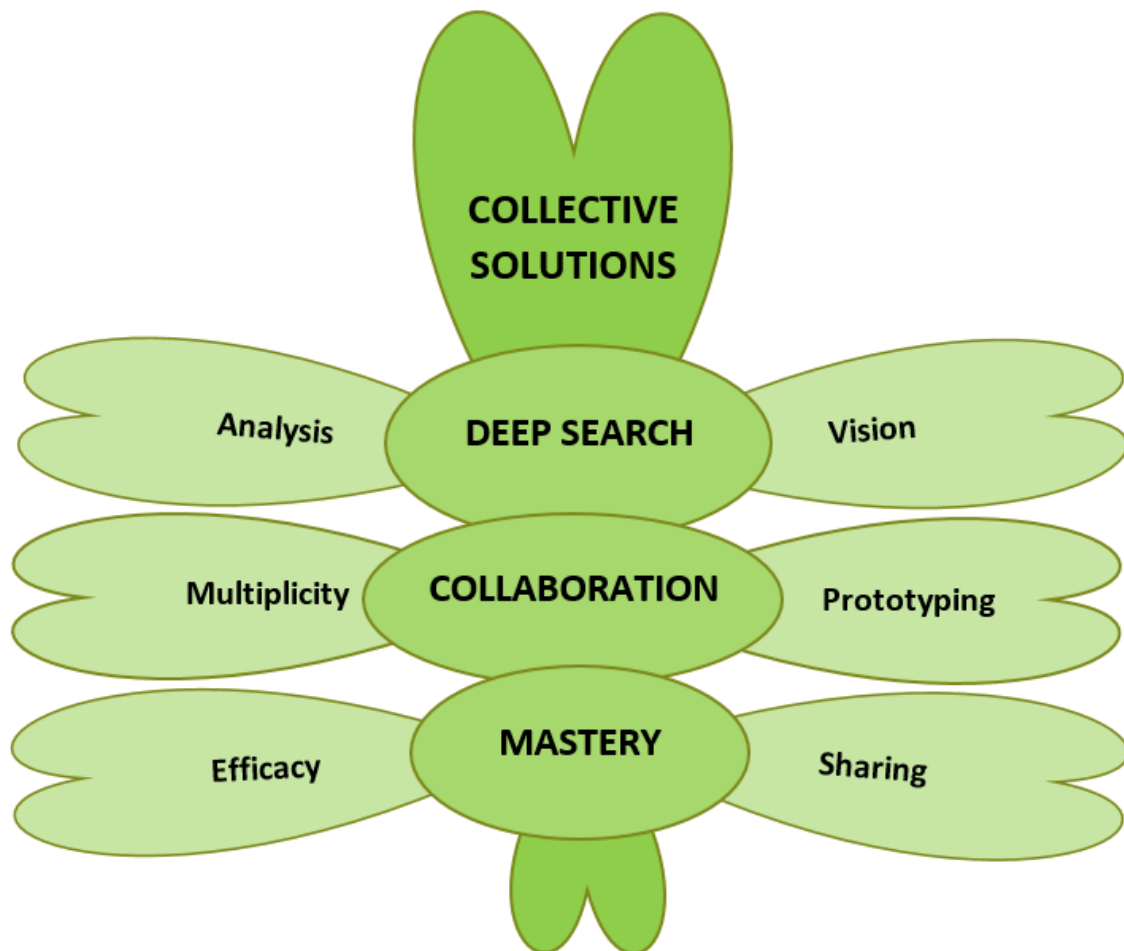 COLLECTIVE
SOLUTIONS
Analysis
DEEP SEARCH
Vision
Multiplicity
COLLABORATION
Prototyping
Efficacy
MASTERY
Sharing